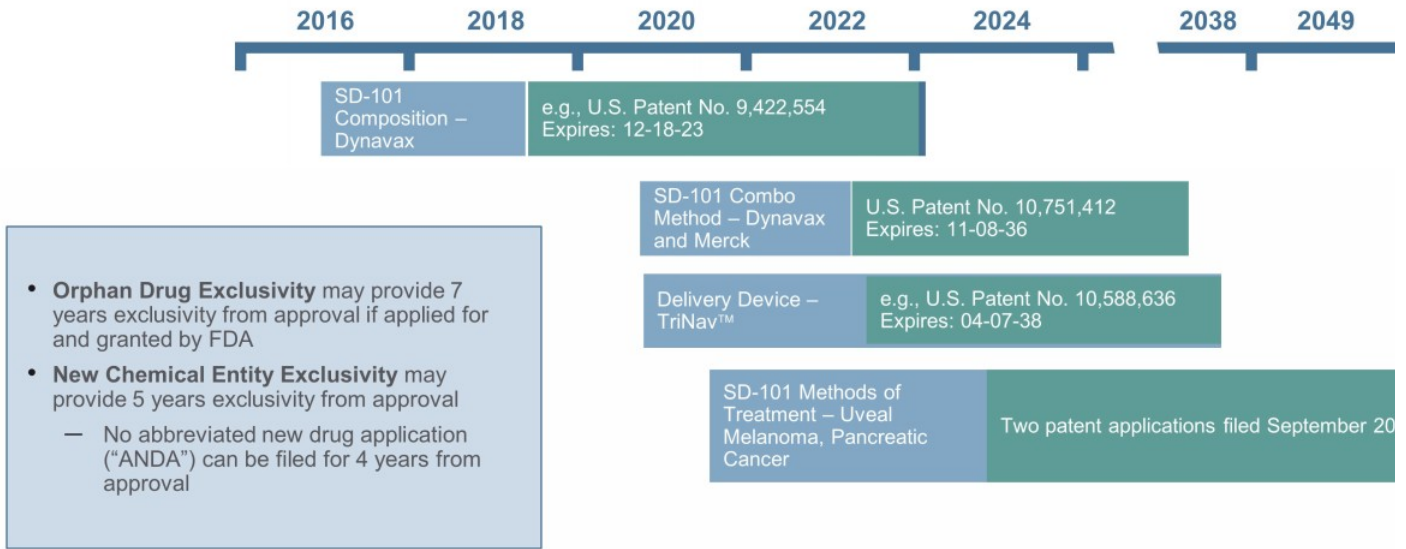 2016 2018 2020 2022 2024 2038 2049
SD-101
Composition –
Dynavax
e.g., U.S. Patent No. 9,422,554
Expires: 12-18-23
SD-101 Combo
Method – Dynavax
and Merck
U.S. Patent No. 10,751,412
Expires: 11-08-36
Delivery Device –
TriNav™
e.g., U.S. Patent No. 10,588,636
Expires: 04-07-38
SD-101 Methods of
Treatment – Uveal
Melanoma, Pancreatic
Cancer
Two patent applications filed September 20
• Orphan Drug Exclusivity may provide 7
years exclusivity from approval if applied for
and granted by FDA
• New Chemical Entity Exclusivity may
provide 5 years exclusivity from approval
— No abbreviated new drug application
("ANDA") can be filed for 4 years from
approval